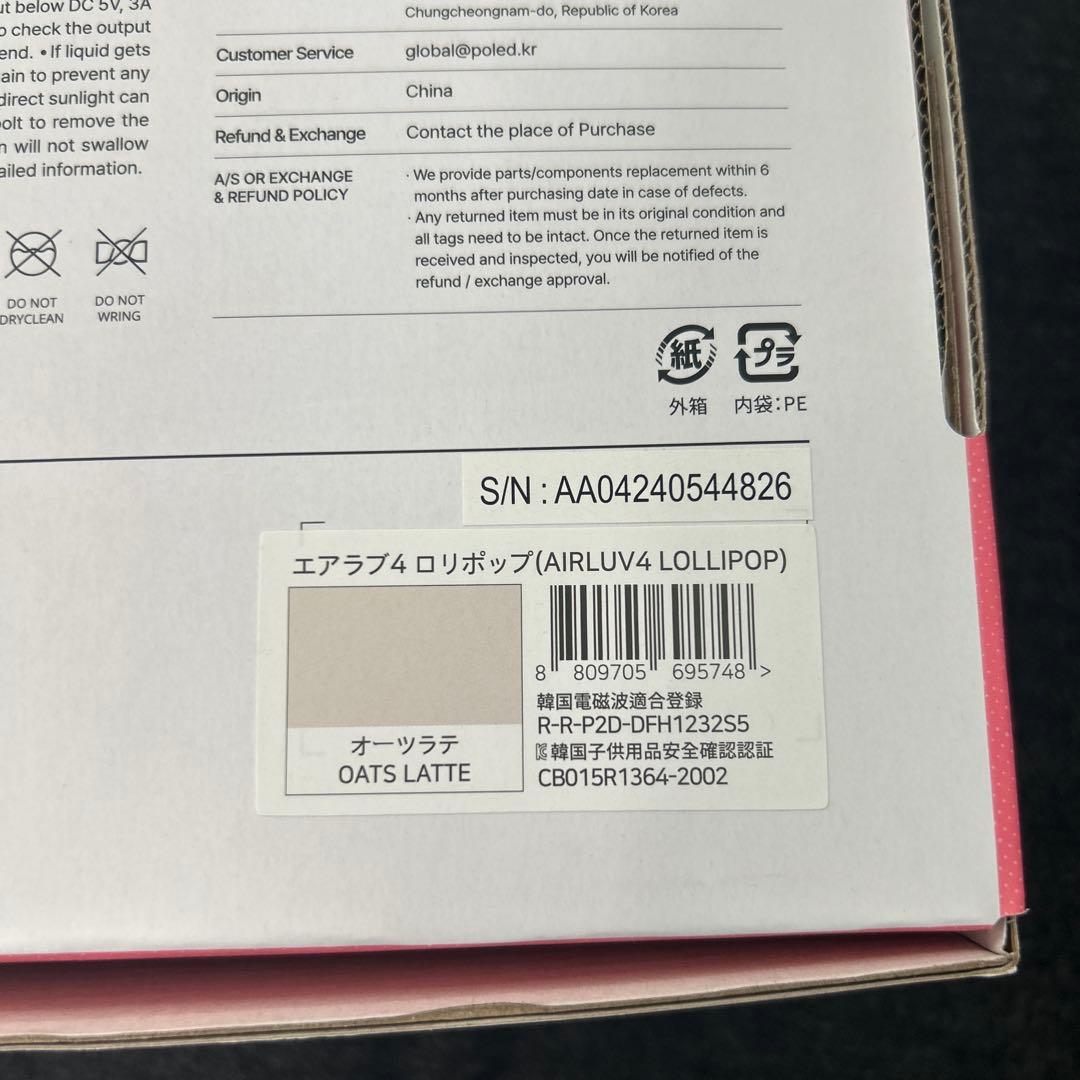 ut below DC 5V, 3A
o check the output
end. • If liquid gets
ain to prevent any
direct sunlight can
olt to remove the
n will not swallow
ailed information.
DO NOT
DRYCLEAN
DO NOT
WRING
Chungcheongnam-do, Republic of Korea
Customer Service global@poled.kr
Origin China
Refund & Exchange Contact the place of Purchase
A/S OR EXCHANGE
& REFUND POLICY
· We provide parts/components replacement within 6
months after purchasing date in case of defects.
· Any returned item must be in its original condition and
all tags need to be intact. Once the returned item is
received and inspected, you will be notified of the
refund / exchange approval.
紙 プラ
外箱 内袋:PE
S/N : AA04240544826
エアラブ4 ロリポップ(AIRLUV4 LOLLIPOP)
オーツラテ
OATS LATTE
8 809705 695748 >
韓国電磁波適合登録
R-R-P2D-DFH1232S5
韓国子供用品安全確認認証
CB015R1364-2002